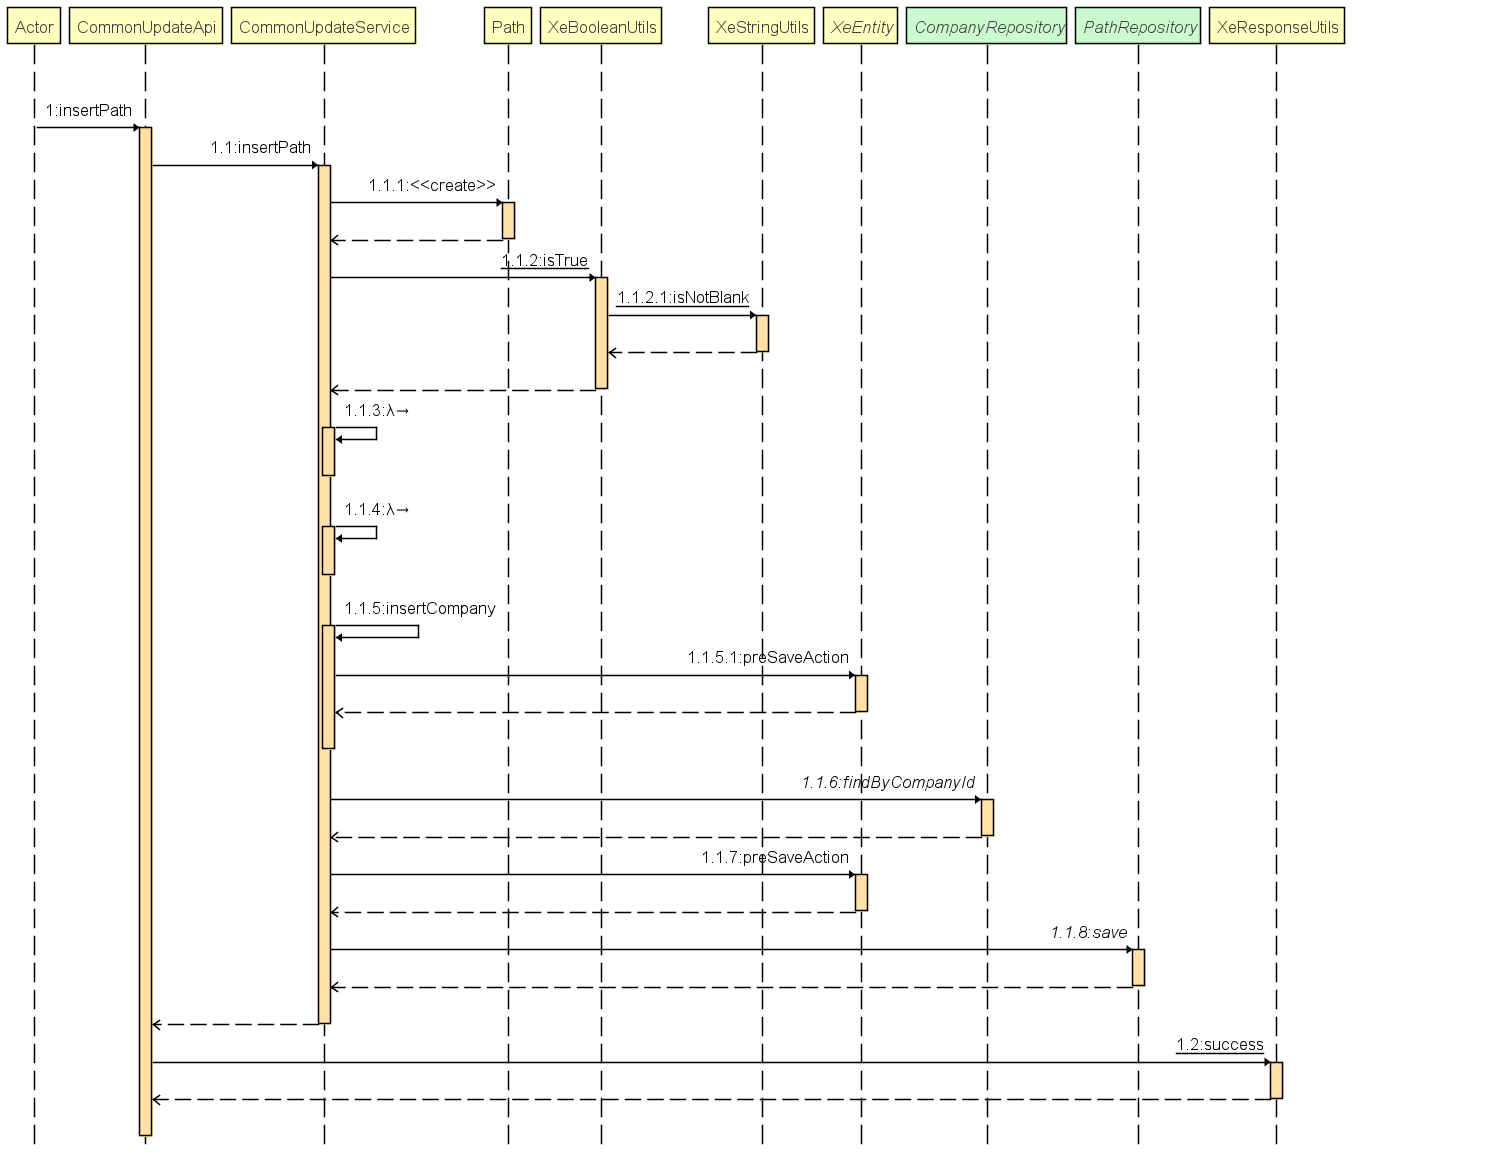 Actor CommonUpdateApi CommonUpdateService Path XeBooleanUtils XeStringUtils XeEntity CompanyRepository PathRepository XeResponseUtils
1:insertPath
1.1:insertPath
1.1.1:<<create>>
1.1.2:isTrue
1.1.2.1:isNotBlank
1.1.3:λ→
1.1.4:λ→
1.1.5:insertCompany
1.1.5.1:preSaveAction
1.1.6:findByCompanyId
1.1.7:preSaveAction
1.1.8:save
1.2:success